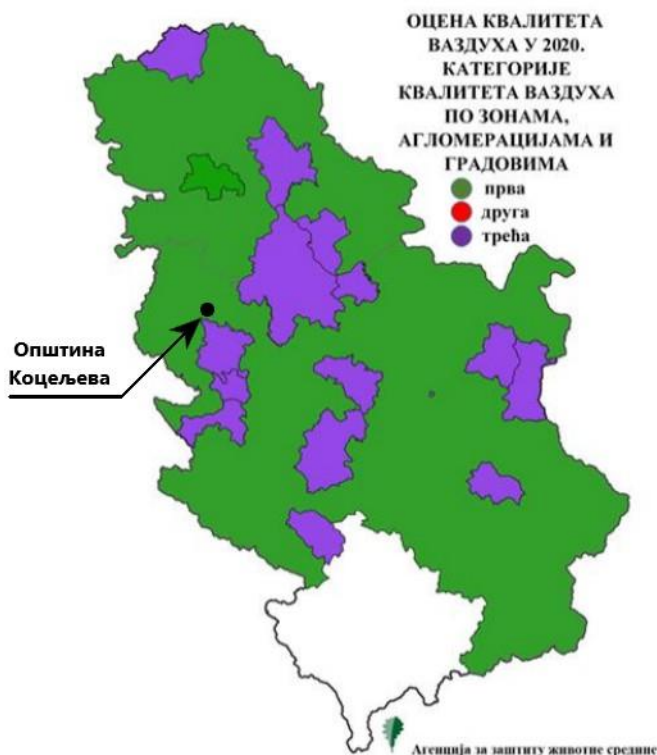 ОЦЕНА КВАЛИТЕТА
ВАЗДУХА У 2020.
КАТЕГОРИЈЕ
КВАЛИТЕТА ВАЗДУХА
ПО ЗОНАМА,
АГЛОМЕРАЦИЈАМА И
ГРАДОВИМА
прва
друга
трећа
Општина
Коцељева
Агенција за заштиту животне средине